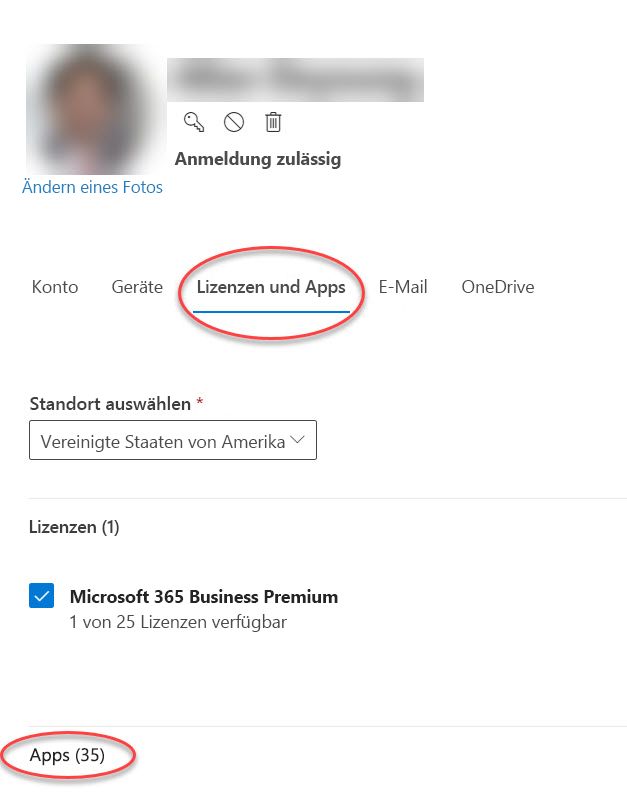 Anmeldung zulässig
Ändern eines Fotos
Konto Geräte Lizenzen und Apps E-Mail OneDrive
Standort auswählen *
Vereinigte Staaten von Amerika
Lizenzen (1)
Microsoft 365 Business Premium
1 von 25 Lizenzen verfügbar
Apps (35)